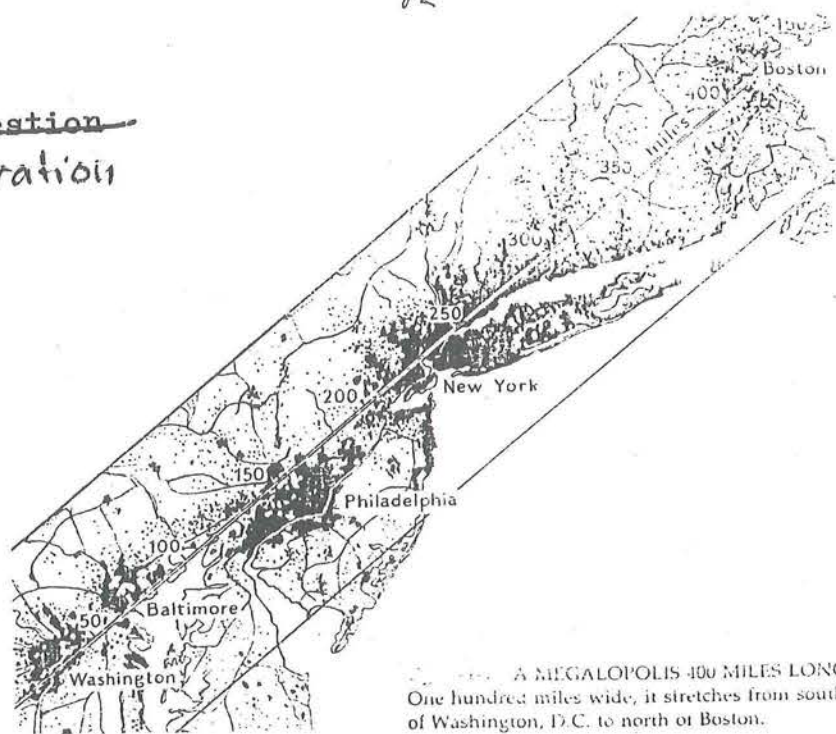 estion
ration
Boston
400
miles
350
300
250
New York
200
150
Philadelphia
100
Baltimore
50
Washington
A MEGALOPOLIS 400 MILES LONG
One hundred miles wide, it stretches from south
of Washington, D.C. to north of Boston.